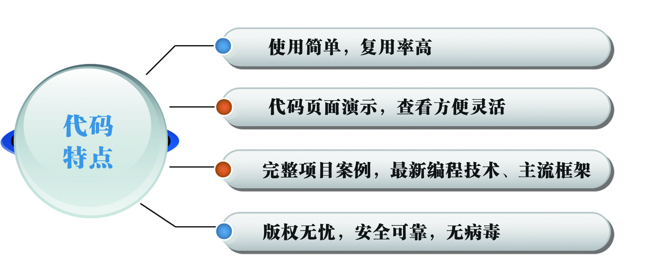 代码
特点
使用简单，复用率高
代码页面演示，查看方便灵活
完整项目案例，最新编程技术、主流框架
版权无忧，安全可靠，无病毒